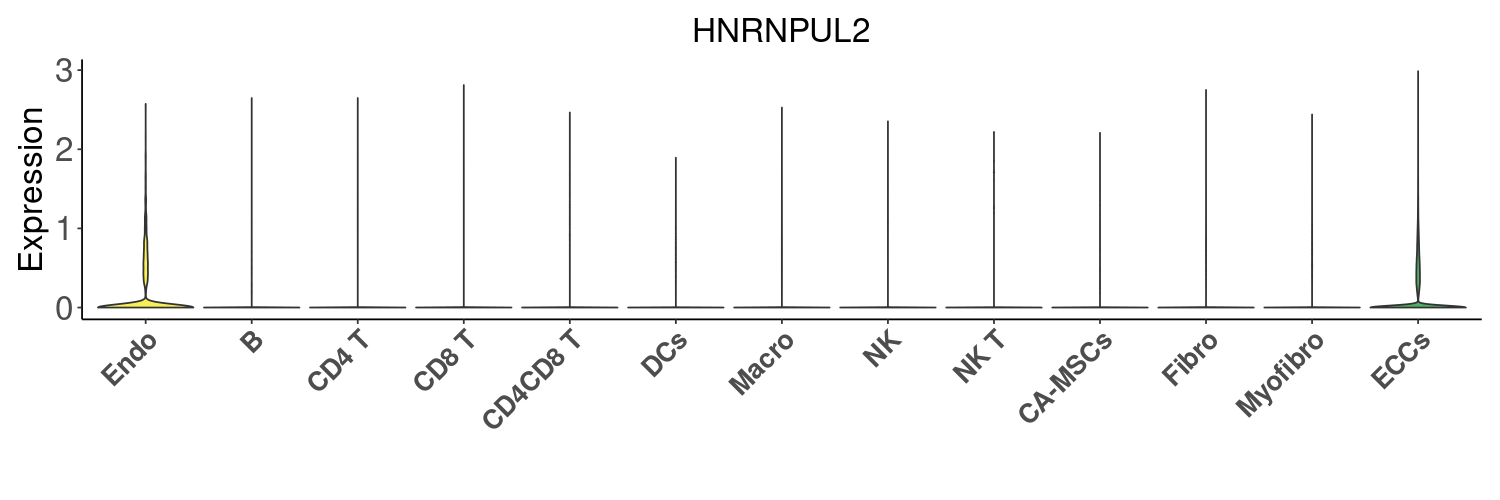 HNRNPUL2
Expression
3
2
1
0
Endo
B
CD4 T
CD8 T
CD4CD8 T
DCs
Macro
NK
NK T
CA-MSCs
Fibro
Myofibro
ECCs